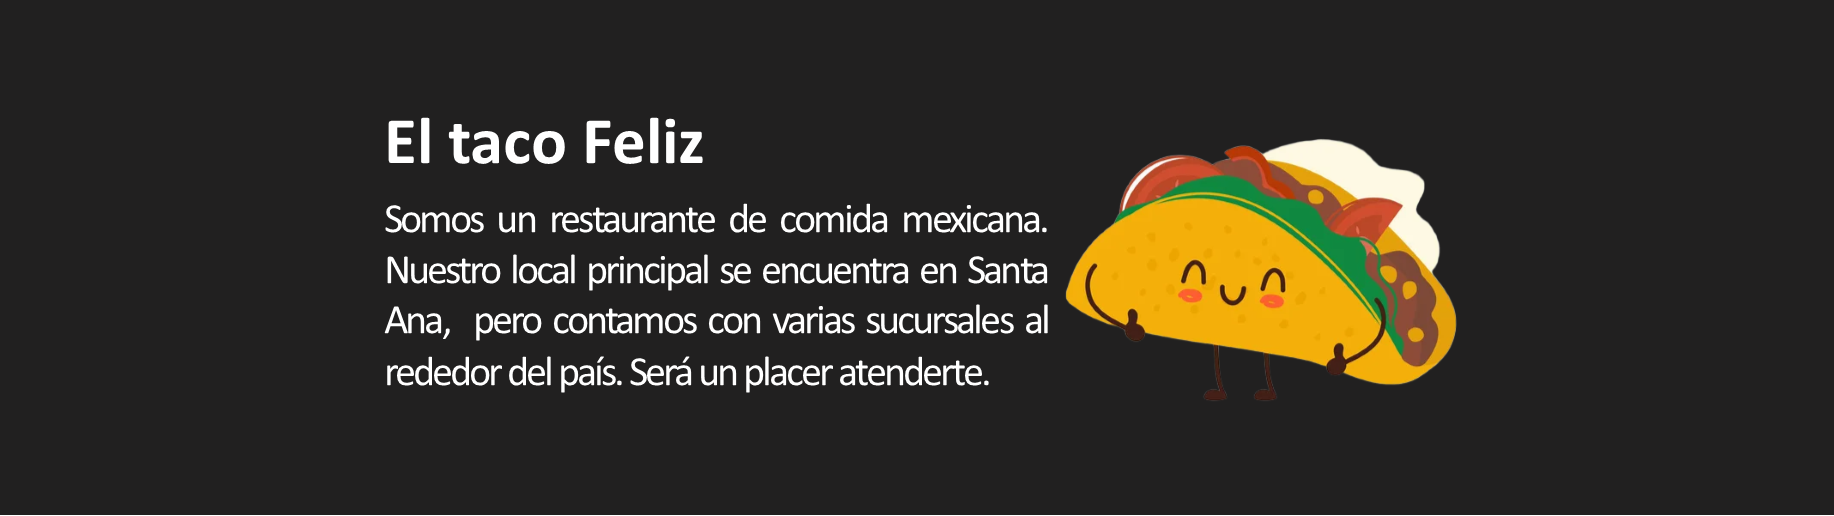 El taco Feliz
Somos un restaurante de comida mexicana.
Nuestro local principal se encuentra en Santa
Ana,  pero contamos con varias sucursales al
rededor del país. Será un placer atenderte.